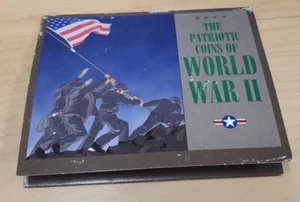 THE
PATRIOTIC
COINS OF
WORLD
WAR II